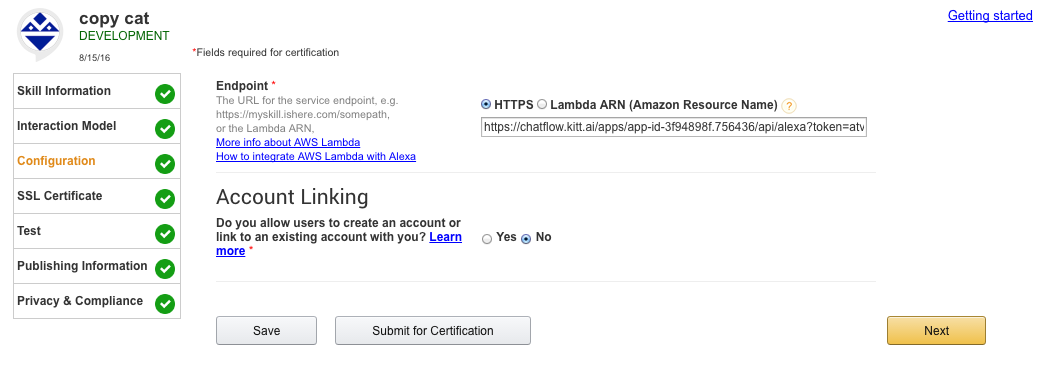 copy cat
DEVELOPMENT
8/15/16
Getting started
*Fields required for certification
Skill Information
Interaction Model
Configuration
SSL Certificate
Test
Publishing Information
Privacy & Compliance
Endpoint *
The URL for the service endpoint, e.g.
https://myskill.ishere.com/somepath,
or the Lambda ARN,
More info about AWS Lambda
How to integrate AWS Lambda with Alexa
HTTPS Lambda ARN (Amazon Resource Name) ?
https://chatflow.kitt.ai/apps/app-id-3f94898f.756436/api/alexa?token=atv
Account Linking
Do you allow users to create an account or
link to an existing account with you? Learn
more *
Yes No
Save
Submit for Certification
Next